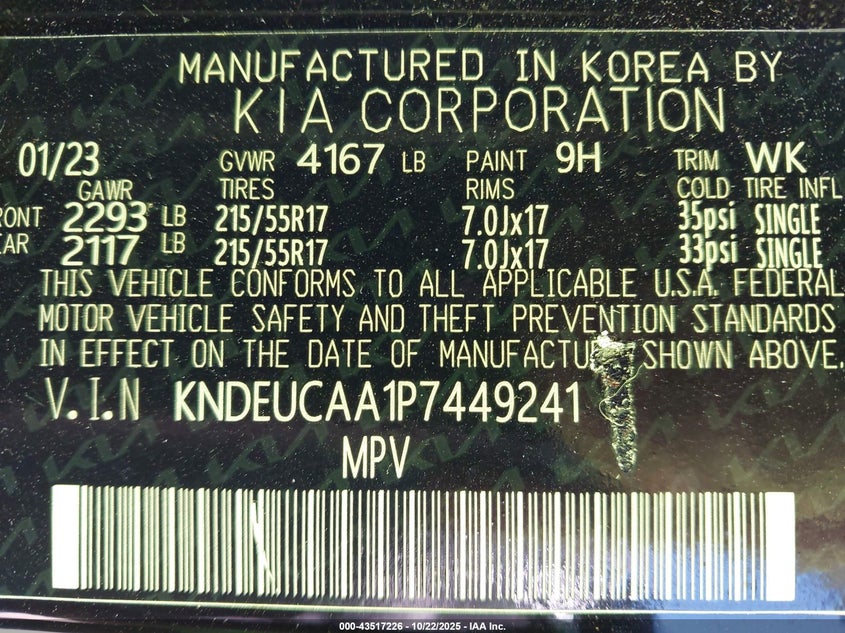 MANUFACTURED IN KOREA BY
KIA CORPORATION
01/23 GVWR 4167 LB PAINT 9H TRIM WK
GAWR TIRES RIMS COLD TIRE INFL
RONT 2293 LB 215/55R17 7.0Jx17 35psi SINGLE
EAR 2117 LB 215/55R17 7.0Jx17 33psi SINGLE
THIS VEHICLE CONFORMS TO ALL APPLICABLE U.S.A. FEDERAL
MOTOR VEHICLE SAFETY AND THEFT PREVENTION STANDARDS
IN EFFECT ON THE DATE OF MANUFACTU SHOWN ABOVE.
V.I.N KNDEUCAA1P7449241
MPV
000-43517226 - 10/22/2025 - IAA Inc.